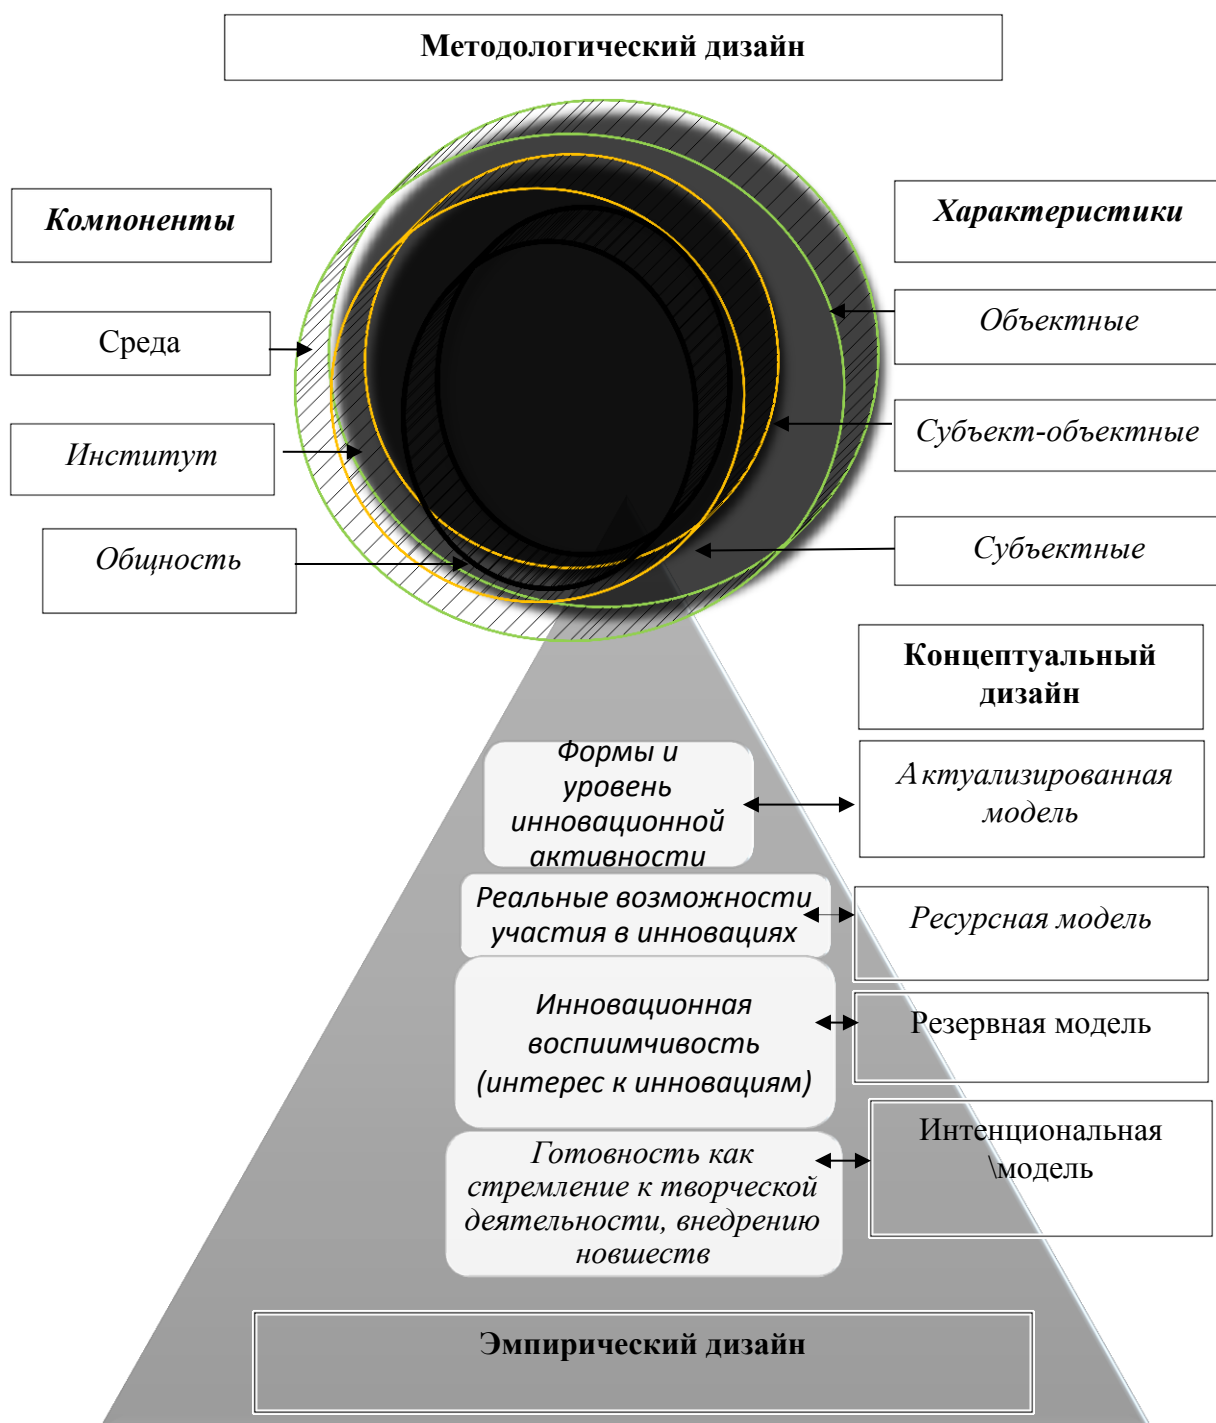 Методологический дизайн
Компоненты
Характеристики
Среда
Объектные
Институт
Субъект-объектные
Общность
Субъектные
Концептуальный
дизайн
Формы и
уровень
инновационной
активности
Актуализированная
модель
Реальные возможности
участия в инновациях
Ресурсная модель
Инновационная
воспиимчивость
(интерес к инновациям)
Резервная модель
Готовность как
стремление к творческой
деятельности, внедрению
новшеств
Интенциональная
\модель
Эмпирический дизайн